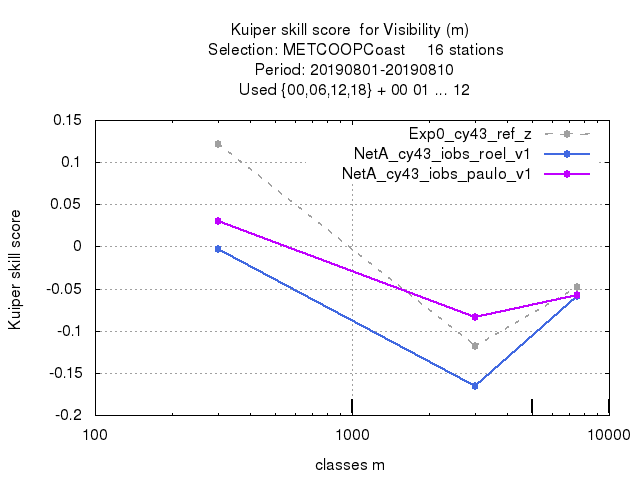 Kuiper skill score  for Visibility (m)
Selection: METCOOPCoast     16 stations
Period: 20190801-20190810
Used {00,06,12,18} + 00 01 ... 12
Exp0_cy43_ref_z
NetA_cy43_iobs_roel_v1
NetA_cy43_iobs_paulo_v1
Kuiper skill score
0.15
0.1
0.05
0
-0.05
-0.1
-0.15
-0.2
100
1000
10000
classes m